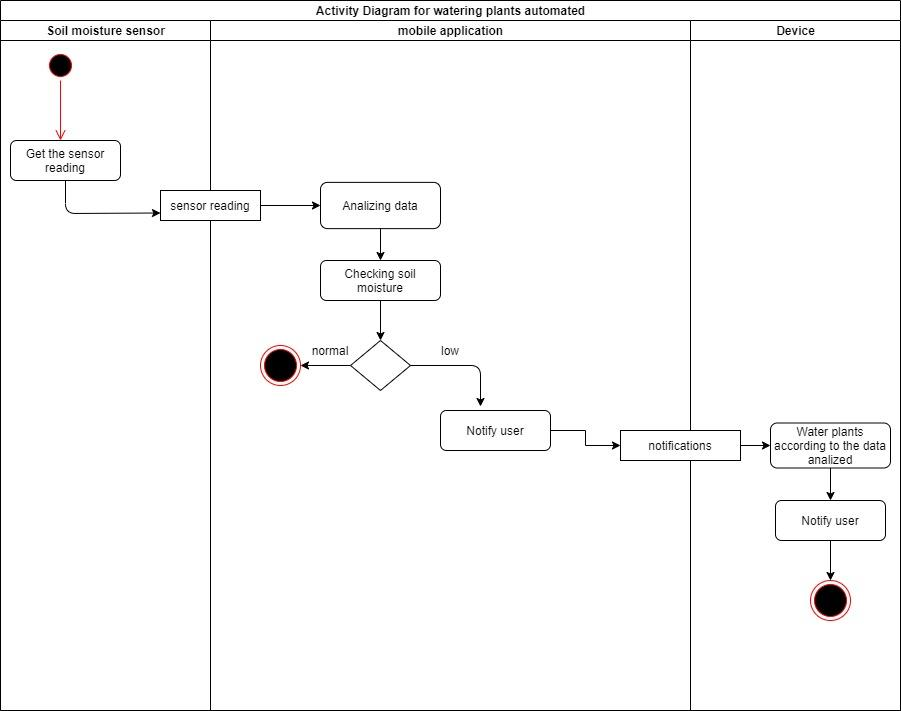 Activity Diagram for watering plants automated
Soil moisture sensor
mobile application
Device
Get the sensor
reading
sensor reading
Analizing data
Checking soil
moisture
normal
low
Notify user
notifications
Water plants
according to the data
analized
Notify user